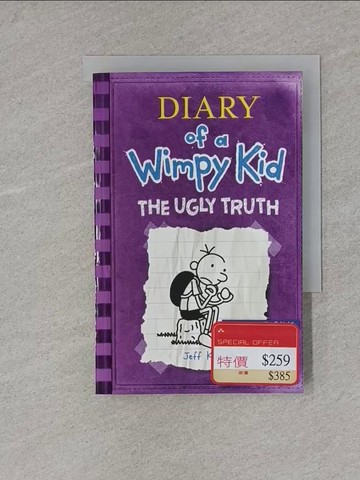 DIARY
of a
Wimpy Kid
THE UGLY TRUTH
Jeff K
SPECIAL OFFER
特價 $259
$385